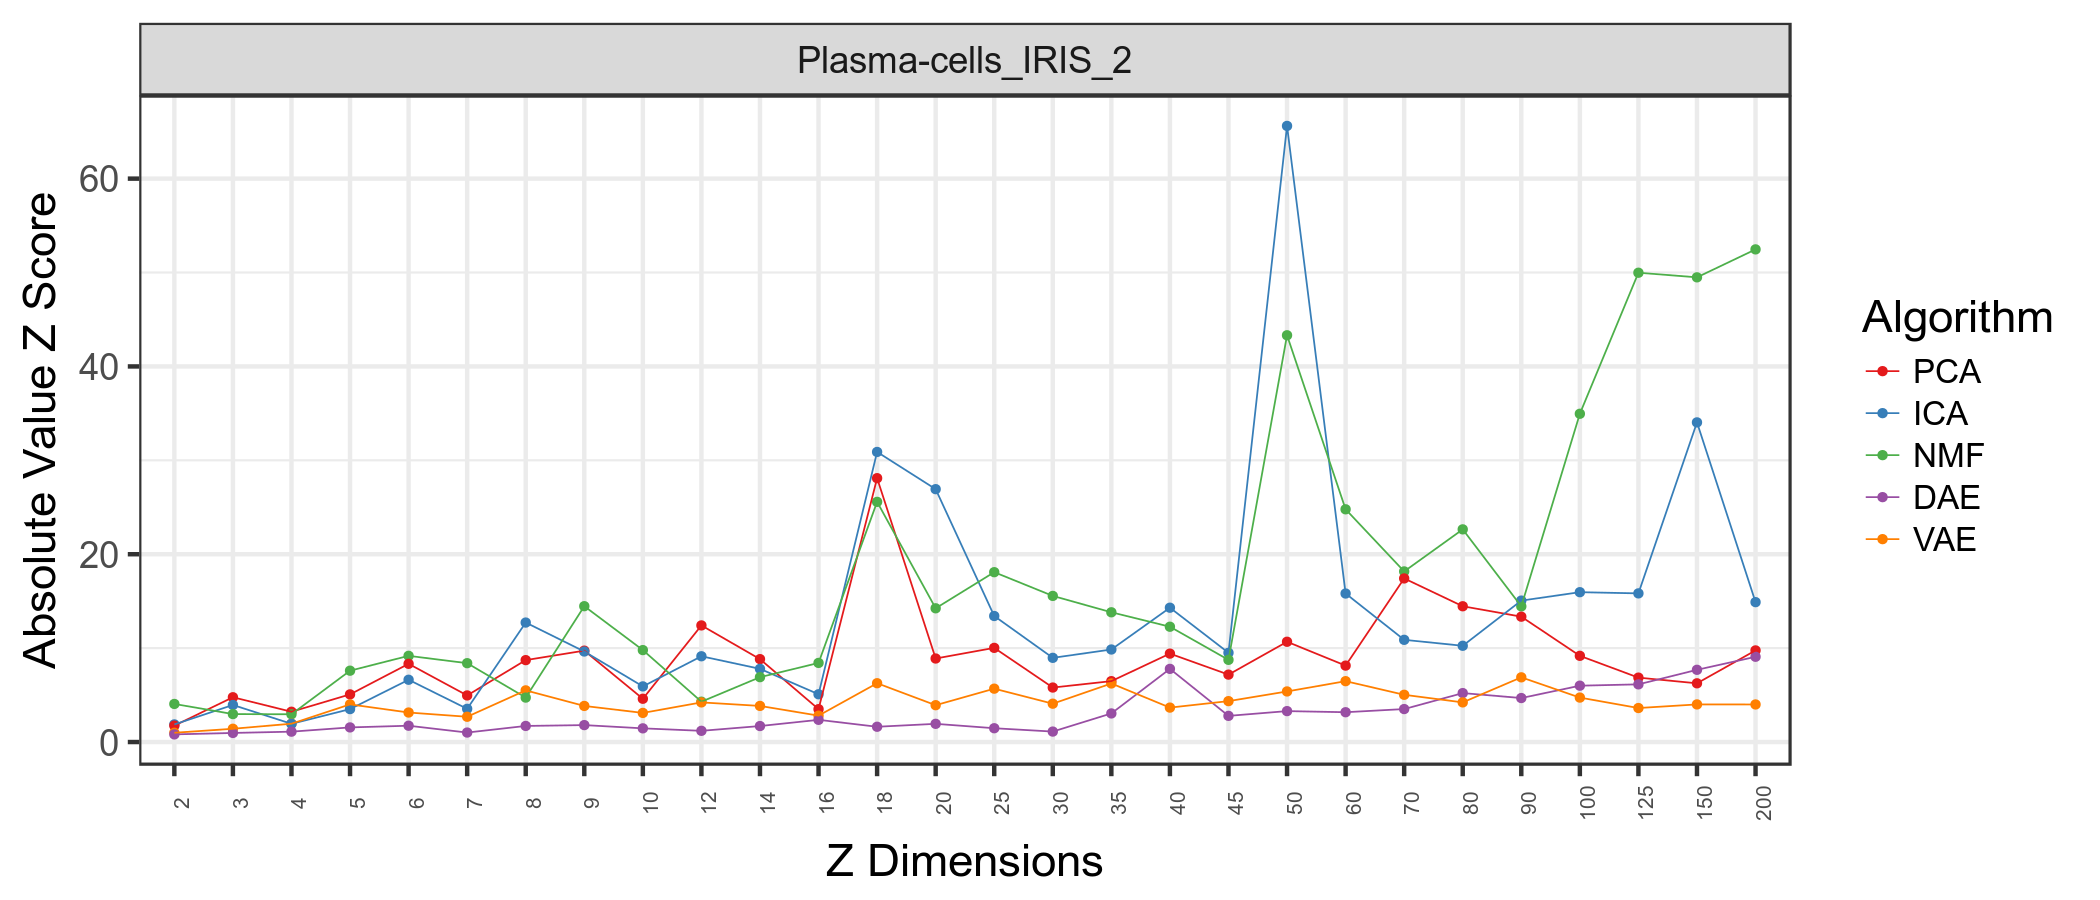 Plasma-cells_IRIS_2
Absolute Value Z Score
60
40
20
0
2 3 4 5 6 7 8 9 10 12 14 16 18 20 25 30 35 40 45 50 60 70 80 90 100 125 150 200
Z Dimensions
Algorithm
PCA
ICA
NMF
DAE
VAE